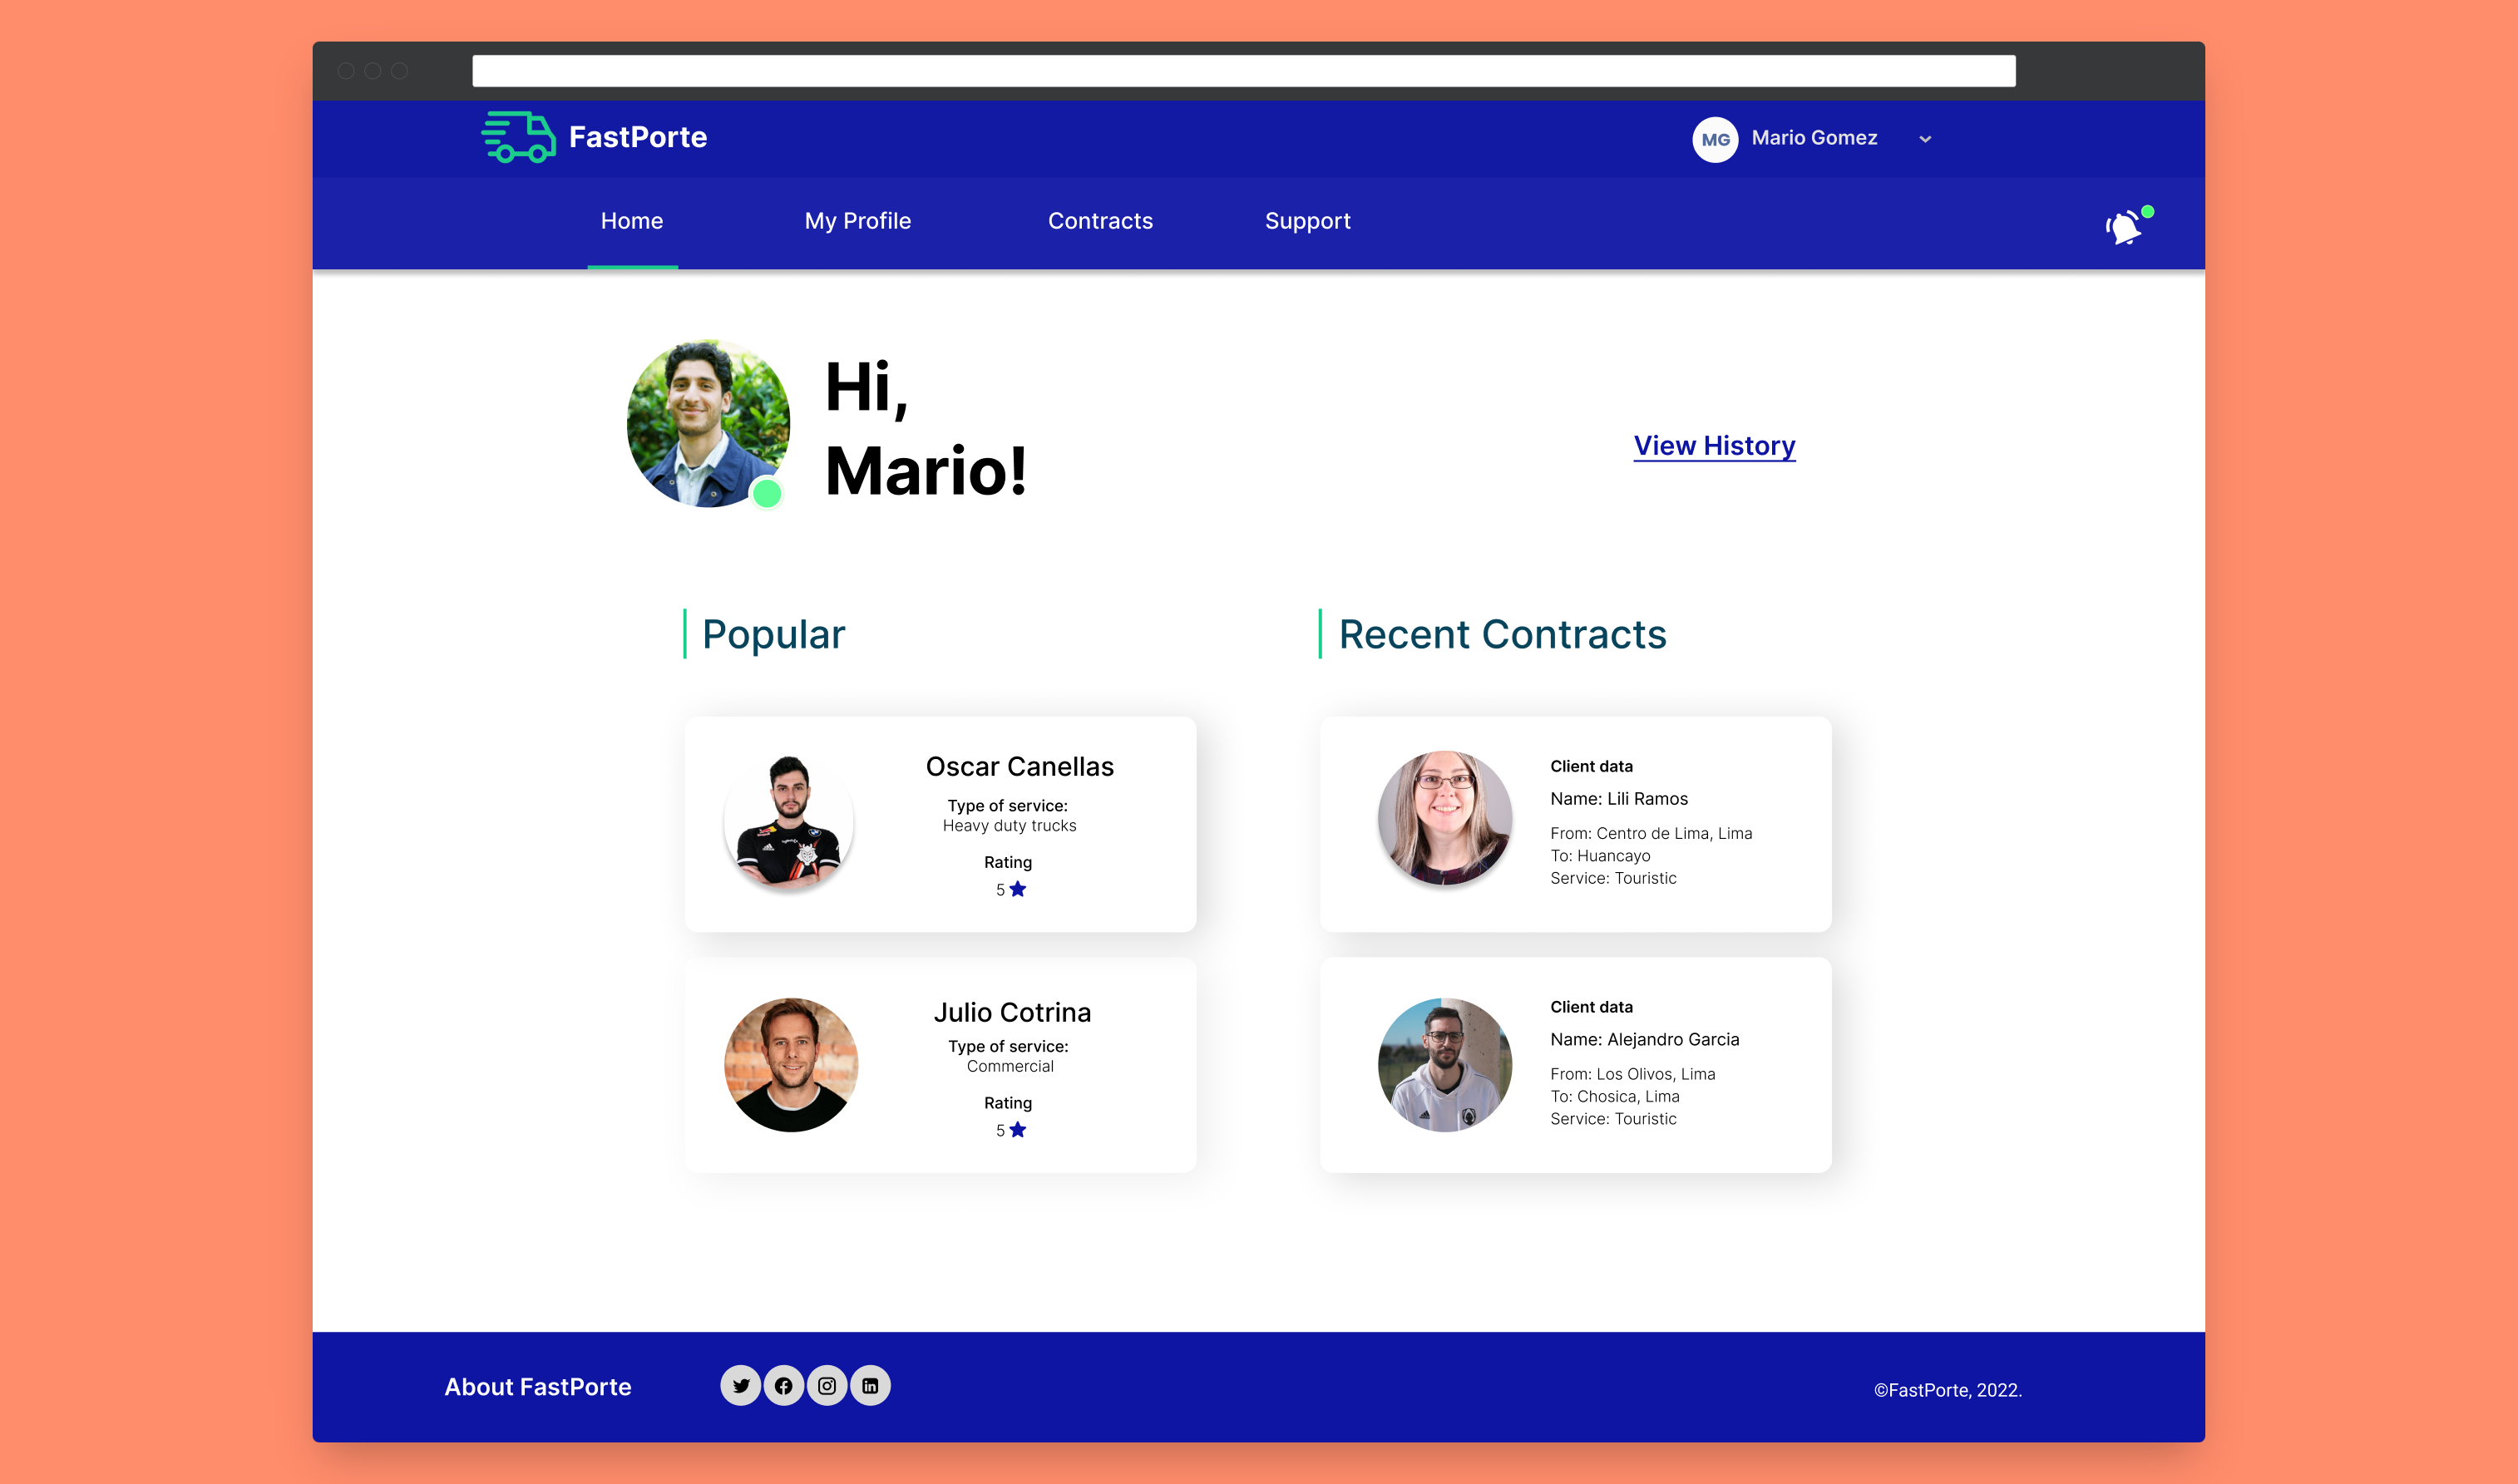 FastPorte
MG Mario Gomez
Home My Profile Contracts Support
Hi,
Mario!
View History
Popular
Oscar Canellas
Type of service:
Heavy duty trucks
Rating
5
Julio Cotrina
Type of service:
Commercial
Rating
5
Recent Contracts
Client data
Name: Lili Ramos
From: Centro de Lima, Lima
To: Huancayo
Service: Touristic
Client data
Name: Alejandro Garcia
From: Los Olivos, Lima
To: Chosica, Lima
Service: Touristic
About FastPorte
©FastPorte, 2022.